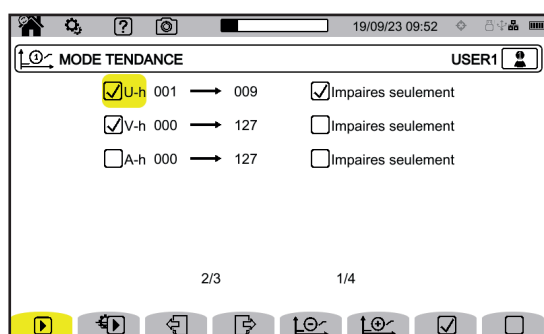 19/09/23 09:52
MODE TENDANCE USER1
U-h 001 → 009 Impaires seulement
V-h 000 → 127 Impaires seulement
A-h 000 → 127 Impaires seulement
2/3 1/4